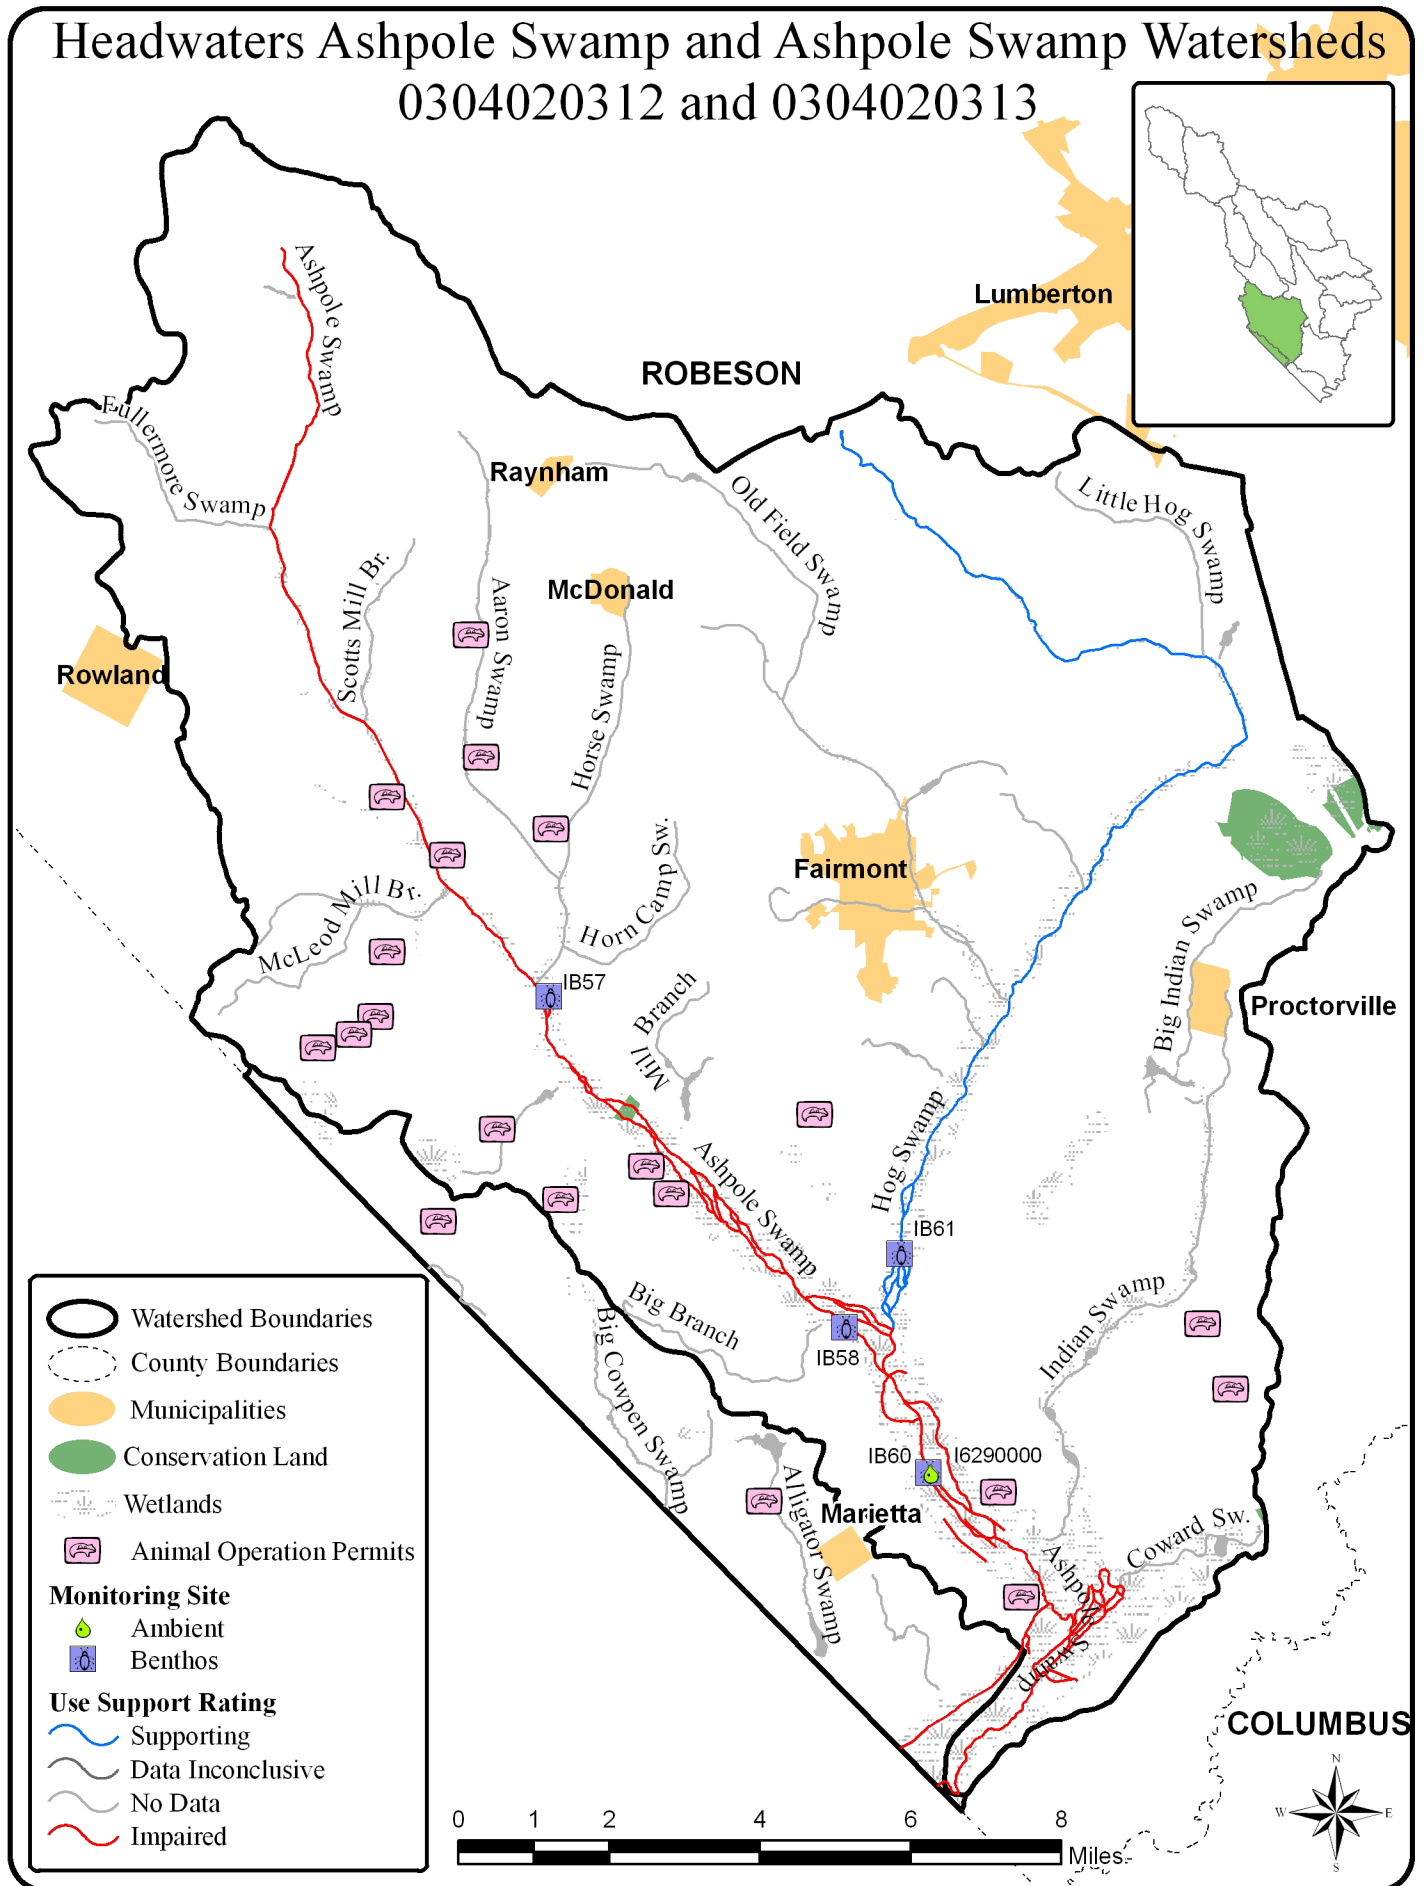 Headwaters Ashpole Swamp and Ashpole Swamp Watersheds
0304020312 and 0304020313
Lumberton
ROBESON
Ashpole Swamp
Fullermore Swamp
Raynham
Old Field Swamp
Little Hog Swamp
Scotts Mill Br.
Aaron Swamp
McDonald
Horse Swamp
Rowland
Fairmont
Horn Camp Sw.
McLeod Mill Br.
Big Indian Swamp
IB57
Mill Branch
Proctorville
Ashpole Swamp
Hog Swamp
IB61
Big Branch
Indian Swamp
IB58
Big Cowpen Swamp
IB60
I6290000
Alligator Swamp
Marietta
Coward Sw.
Ashpole Swamp
COLUMBUS
Watershed Boundaries
County Boundaries
Municipalities
Conservation Land
Wetlands
Animal Operation Permits
Monitoring Site
Ambient
Benthos
Use Support Rating
Supporting
Data Inconclusive
No Data
Impaired
0 1 2 4 6 8
Miles
N
W E
S